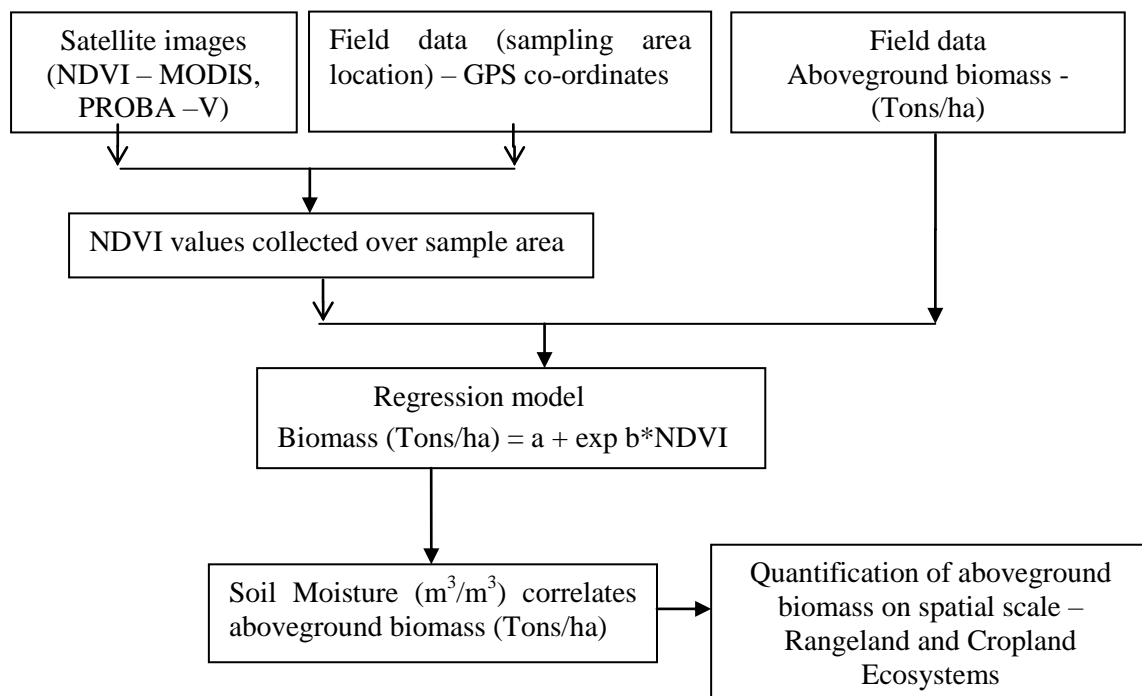 Satellite images
(NDVI – MODIS,
PROBA –V)
Field data (sampling area
location) – GPS co-ordinates
Field data
Aboveground biomass -
(Tons/ha)
NDVI values collected over sample area
Regression model
Biomass (Tons/ha) = a + exp b*NDVI
Soil Moisture (m³/m³) correlates
aboveground biomass (Tons/ha)
Quantification of aboveground
biomass on spatial scale –
Rangeland and Cropland
Ecosystems